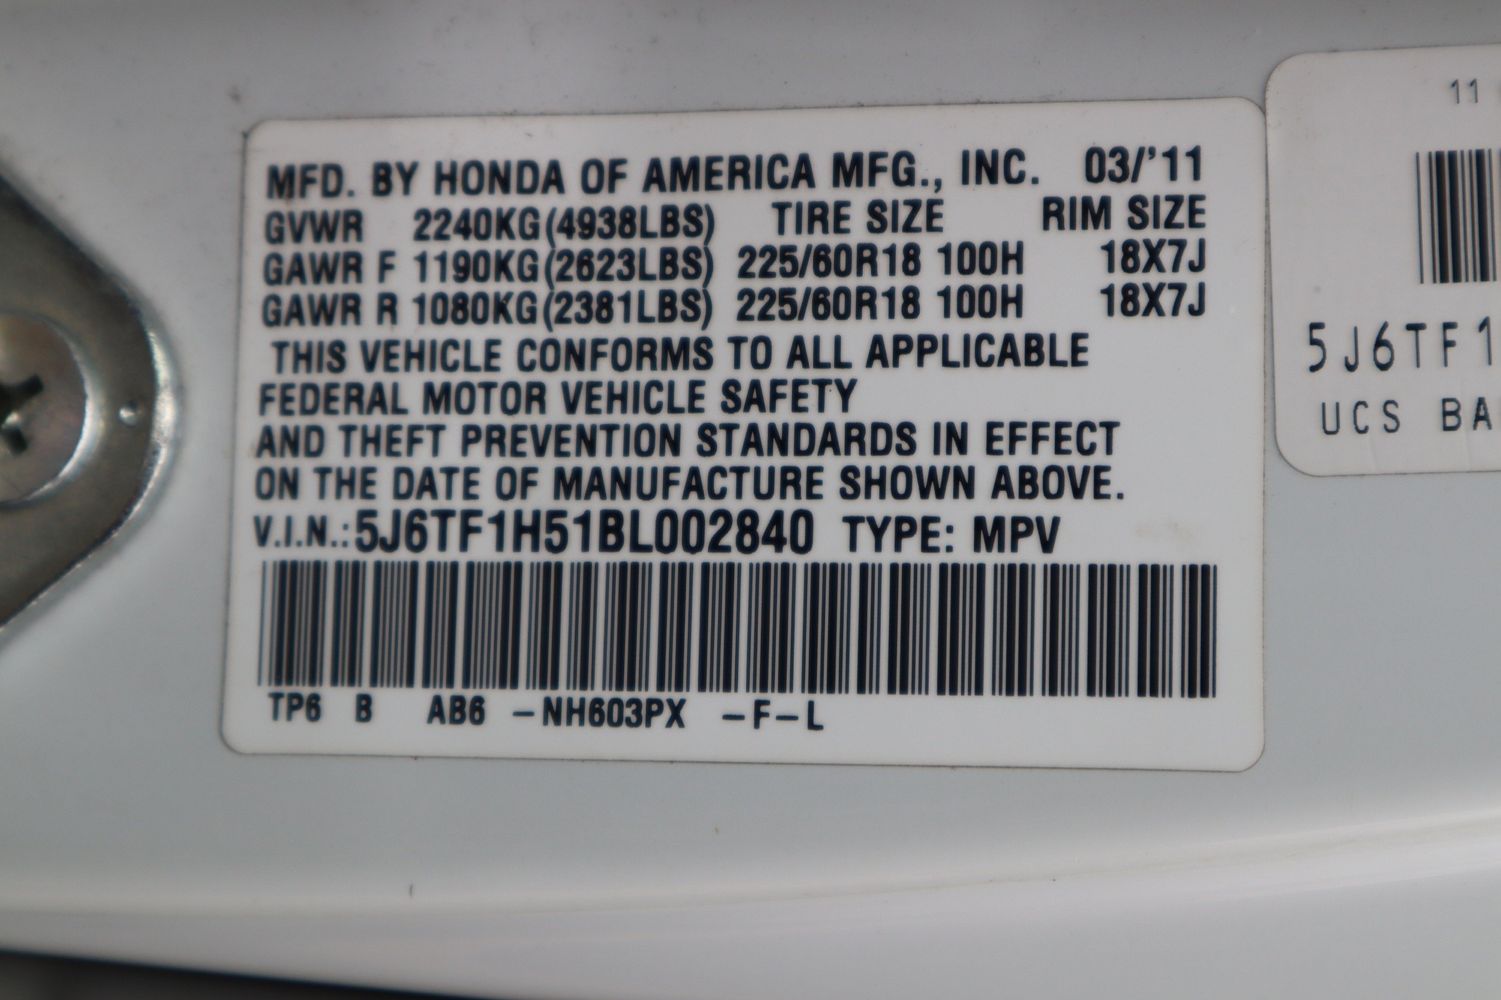 MFD. BY HONDA OF AMERICA MFG., INC. 03/'11
GVWR 2240KG(4938LBS) TIRE SIZE RIM SIZE
GAWR F 1190KG(2623LBS) 225/60R18 100H 18X7J
GAWR R 1080KG(2381LBS) 225/60R18 100H 18X7J
THIS VEHICLE CONFORMS TO ALL APPLICABLE
FEDERAL MOTOR VEHICLE SAFETY
AND THEFT PREVENTION STANDARDS IN EFFECT
ON THE DATE OF MANUFACTURE SHOWN ABOVE.
V.I.N.:5J6TF1H51BL002840 TYPE: MPV
TP6 B AB6 -NH603PX -F-L
11
5J6TF1
UCS BA